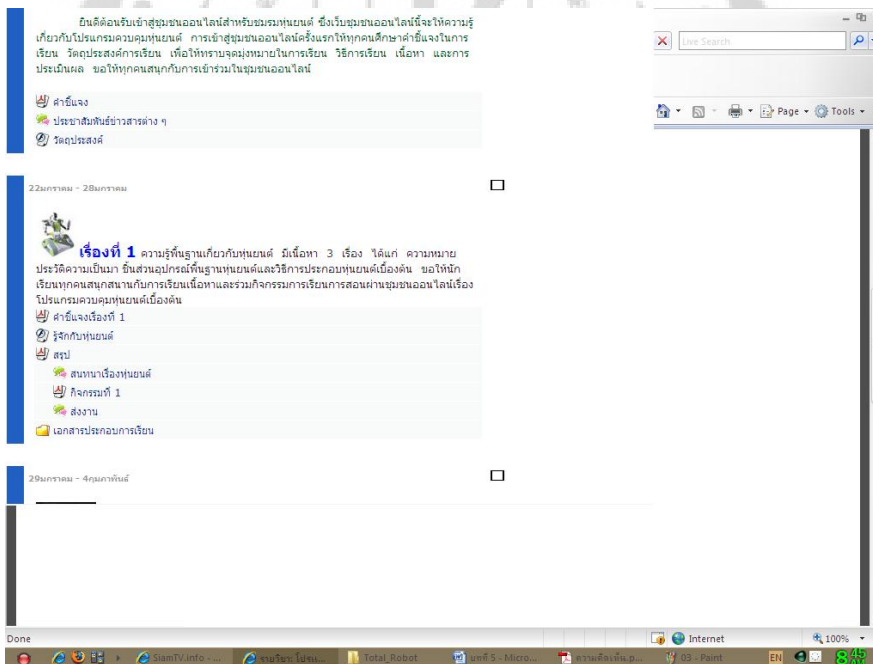 ยินดีต้อนรับเข้าสู่ชุมชนออนไลน์สำหรับชมรมหุ่นยนต์ ซึ่งเว็บชุมชนออนไลน์นี้จะให้ความรู้
เกี่ยวกับโปรแกรมควบคุมหุ่นยนต์ การเข้าสู่ชุมชนออนไลน์ครั้งแรกให้ทุกคนศึกษาคำชี้แจงในการ
เรียน วัตถุประสงค์การเรียน เพื่อให้ทราบจุดมุ่งหมายในการเรียน วิธีการเรียน เนื้อหา และการ
ประเมินผล ขอให้ทุกคนสนุกกับการเข้าร่วมในชุมชนออนไลน์
Live Search
คำชี้แจง
ประชาสัมพันธ์ข่าวสารต่าง ๆ
วัตถุประสงค์
Page Tools
22มกราคม - 28มกราคม
เรื่องที่ 1 ความรู้พื้นฐานเกี่ยวกับหุ่นยนต์ มีเนื้อหา 3 เรื่อง ได้แก่ ความหมาย
ประวัติความเป็นมา ชิ้นส่วนอุปกรณ์พื้นฐานหุ่นยนต์และวิธีการประกอบหุ่นยนต์เบื้องต้น ขอให้นัก
เรียนทุกคนสนุกสนานกับการเรียนเนื้อหาและร่วมกิจกรรมการเรียนการสอนผ่านชุมชนออนไลน์เรื่อง
โปรแกรมควบคุมหุ่นยนต์เบื้องต้น
คำชี้แจงเรื่องที่ 1
รู้จักกับหุ่นยนต์
สรุป
สนทนาเรื่องหุ่นยนต์
กิจกรรมที่ 1
ส่งงาน
เอกสารประกอบการเรียน
29มกราคม - 4กุมภาพันธ์
Done Internet 100%
SiamTV.info - ... Total_Robot บทที่ 5 - Micro... ความคิดเห็น.p... 03 - Paint EN 8:45